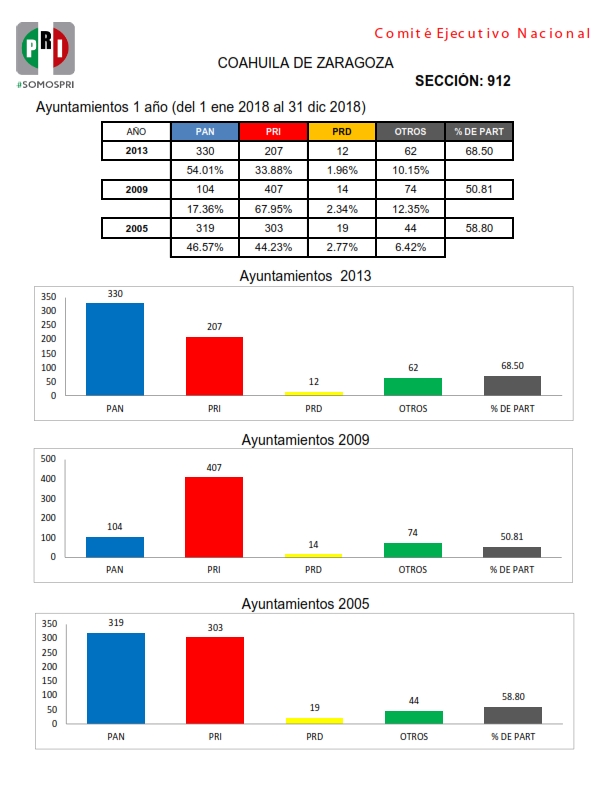 Comité Ejecutivo Nacional
PRI
#SOMOSPRI
COAHUILA DE ZARAGOZA
SECCIÓN: 912
Ayuntamientos 1 año (del 1 ene 2018 al 31 dic 2018)
AÑO PAN PRI PRD OTROS % DE PART
2013 330 207 12 62 68.50
54.01% 33.88% 1.96% 10.15%
2009 104 407 14 74 50.81
17.36% 67.95% 2.34% 12.35%
2005 319 303 19 44 58.80
46.57% 44.23% 2.77% 6.42%
Ayuntamientos 2013
350
300
250
200
150
100
50
0
330
207
12
62
68.50
PAN PRI PRD OTROS % DE PART
Ayuntamientos 2009
500
400
300
200
100
0
104
407
14
74
50.81
PAN PRI PRD OTROS % DE PART
Ayuntamientos 2005
350
300
250
200
150
100
50
0
319
303
19
44
58.80
PAN PRI PRD OTROS % DE PART